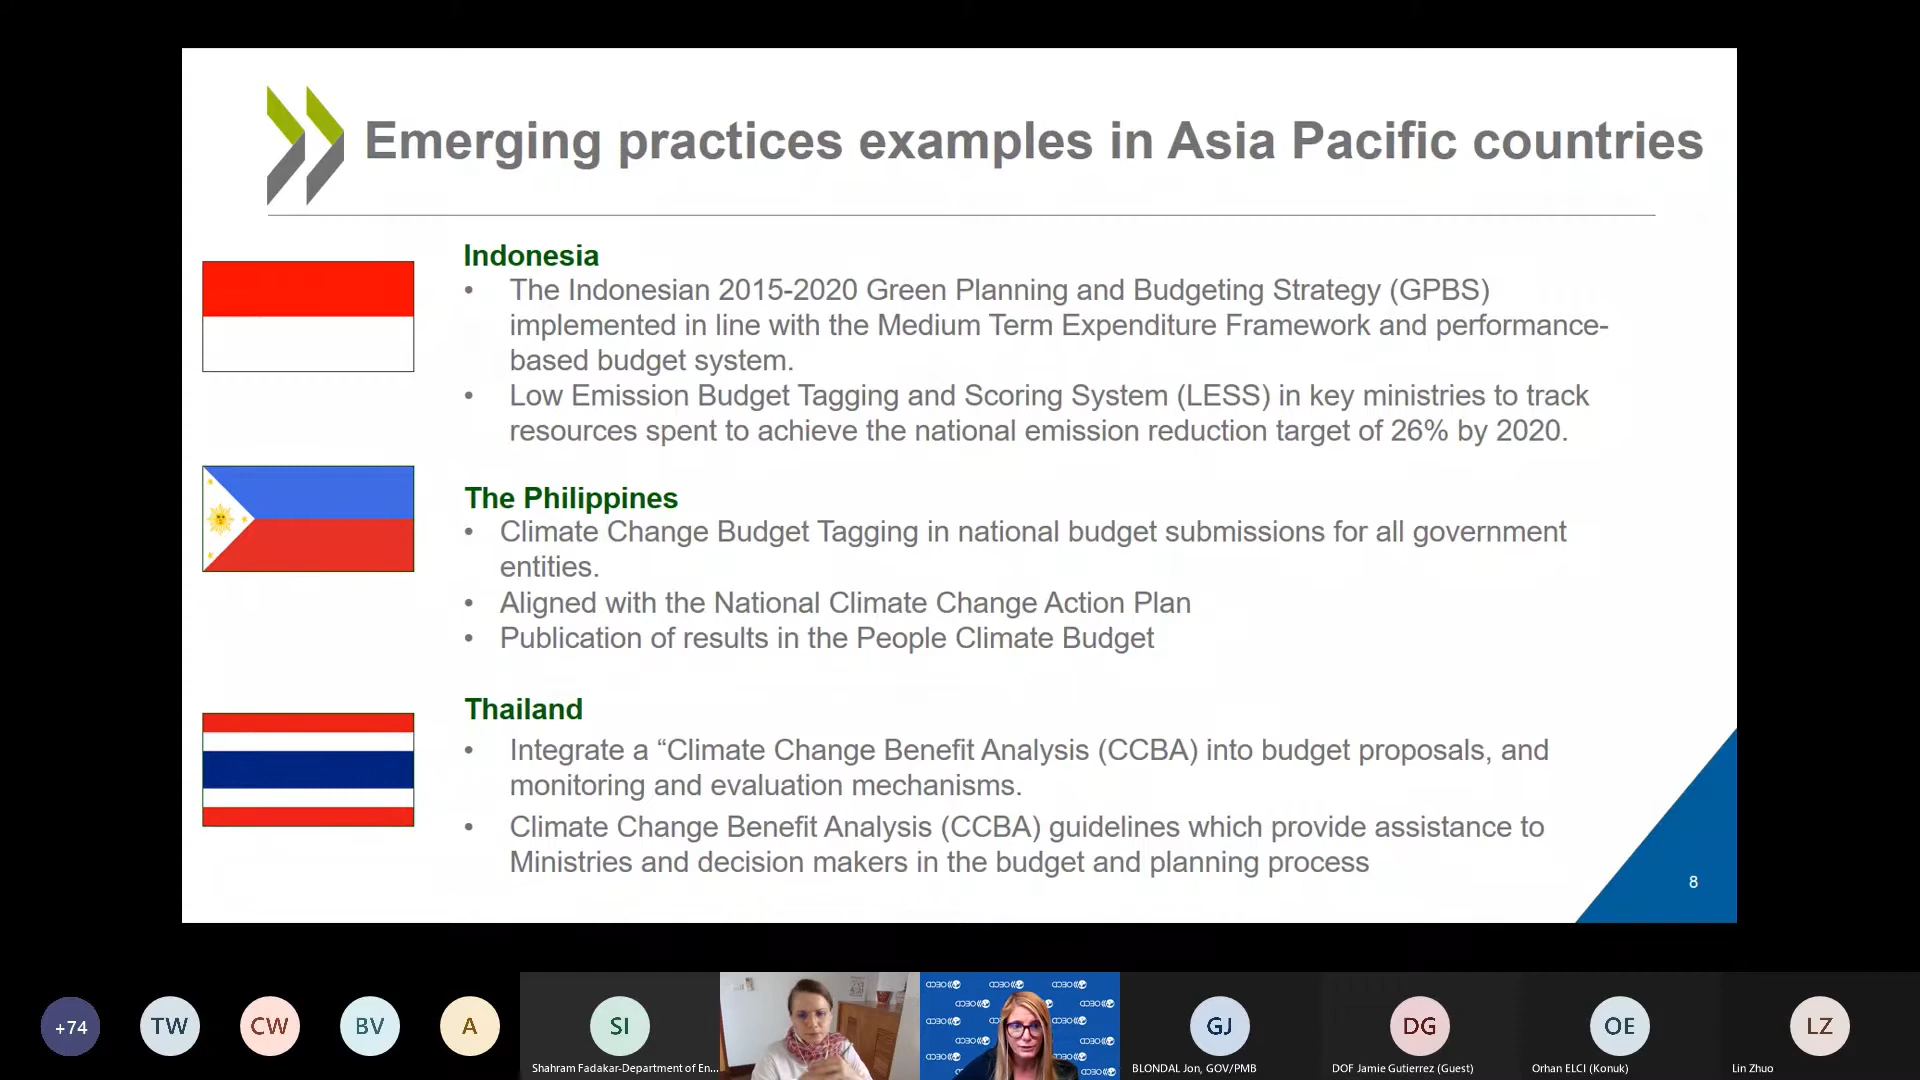 Emerging practices examples in Asia Pacific countries
Indonesia
• The Indonesian 2015-2020 Green Planning and Budgeting Strategy (GPBS)
implemented in line with the Medium Term Expenditure Framework and performance-
based budget system.
• Low Emission Budget Tagging and Scoring System (LESS) in key ministries to track
resources spent to achieve the national emission reduction target of 26% by 2020.
The Philippines
• Climate Change Budget Tagging in national budget submissions for all government
entities.
• Aligned with the National Climate Change Action Plan
• Publication of results in the People Climate Budget
Thailand
• Integrate a “Climate Change Benefit Analysis (CCBA) into budget proposals, and
monitoring and evaluation mechanisms.
• Climate Change Benefit Analysis (CCBA) guidelines which provide assistance to
Ministries and decision makers in the budget and planning process
8
+74
TW
CW
BV
A
SI
Shahram Fadakar-Department of En...
GJ
BLONDAL Jon, GOV/PMB
DG
DOF Jamie Gutierrez (Guest)
OE
Orhan ELCI (Konuk)
LZ
Lin Zhuo